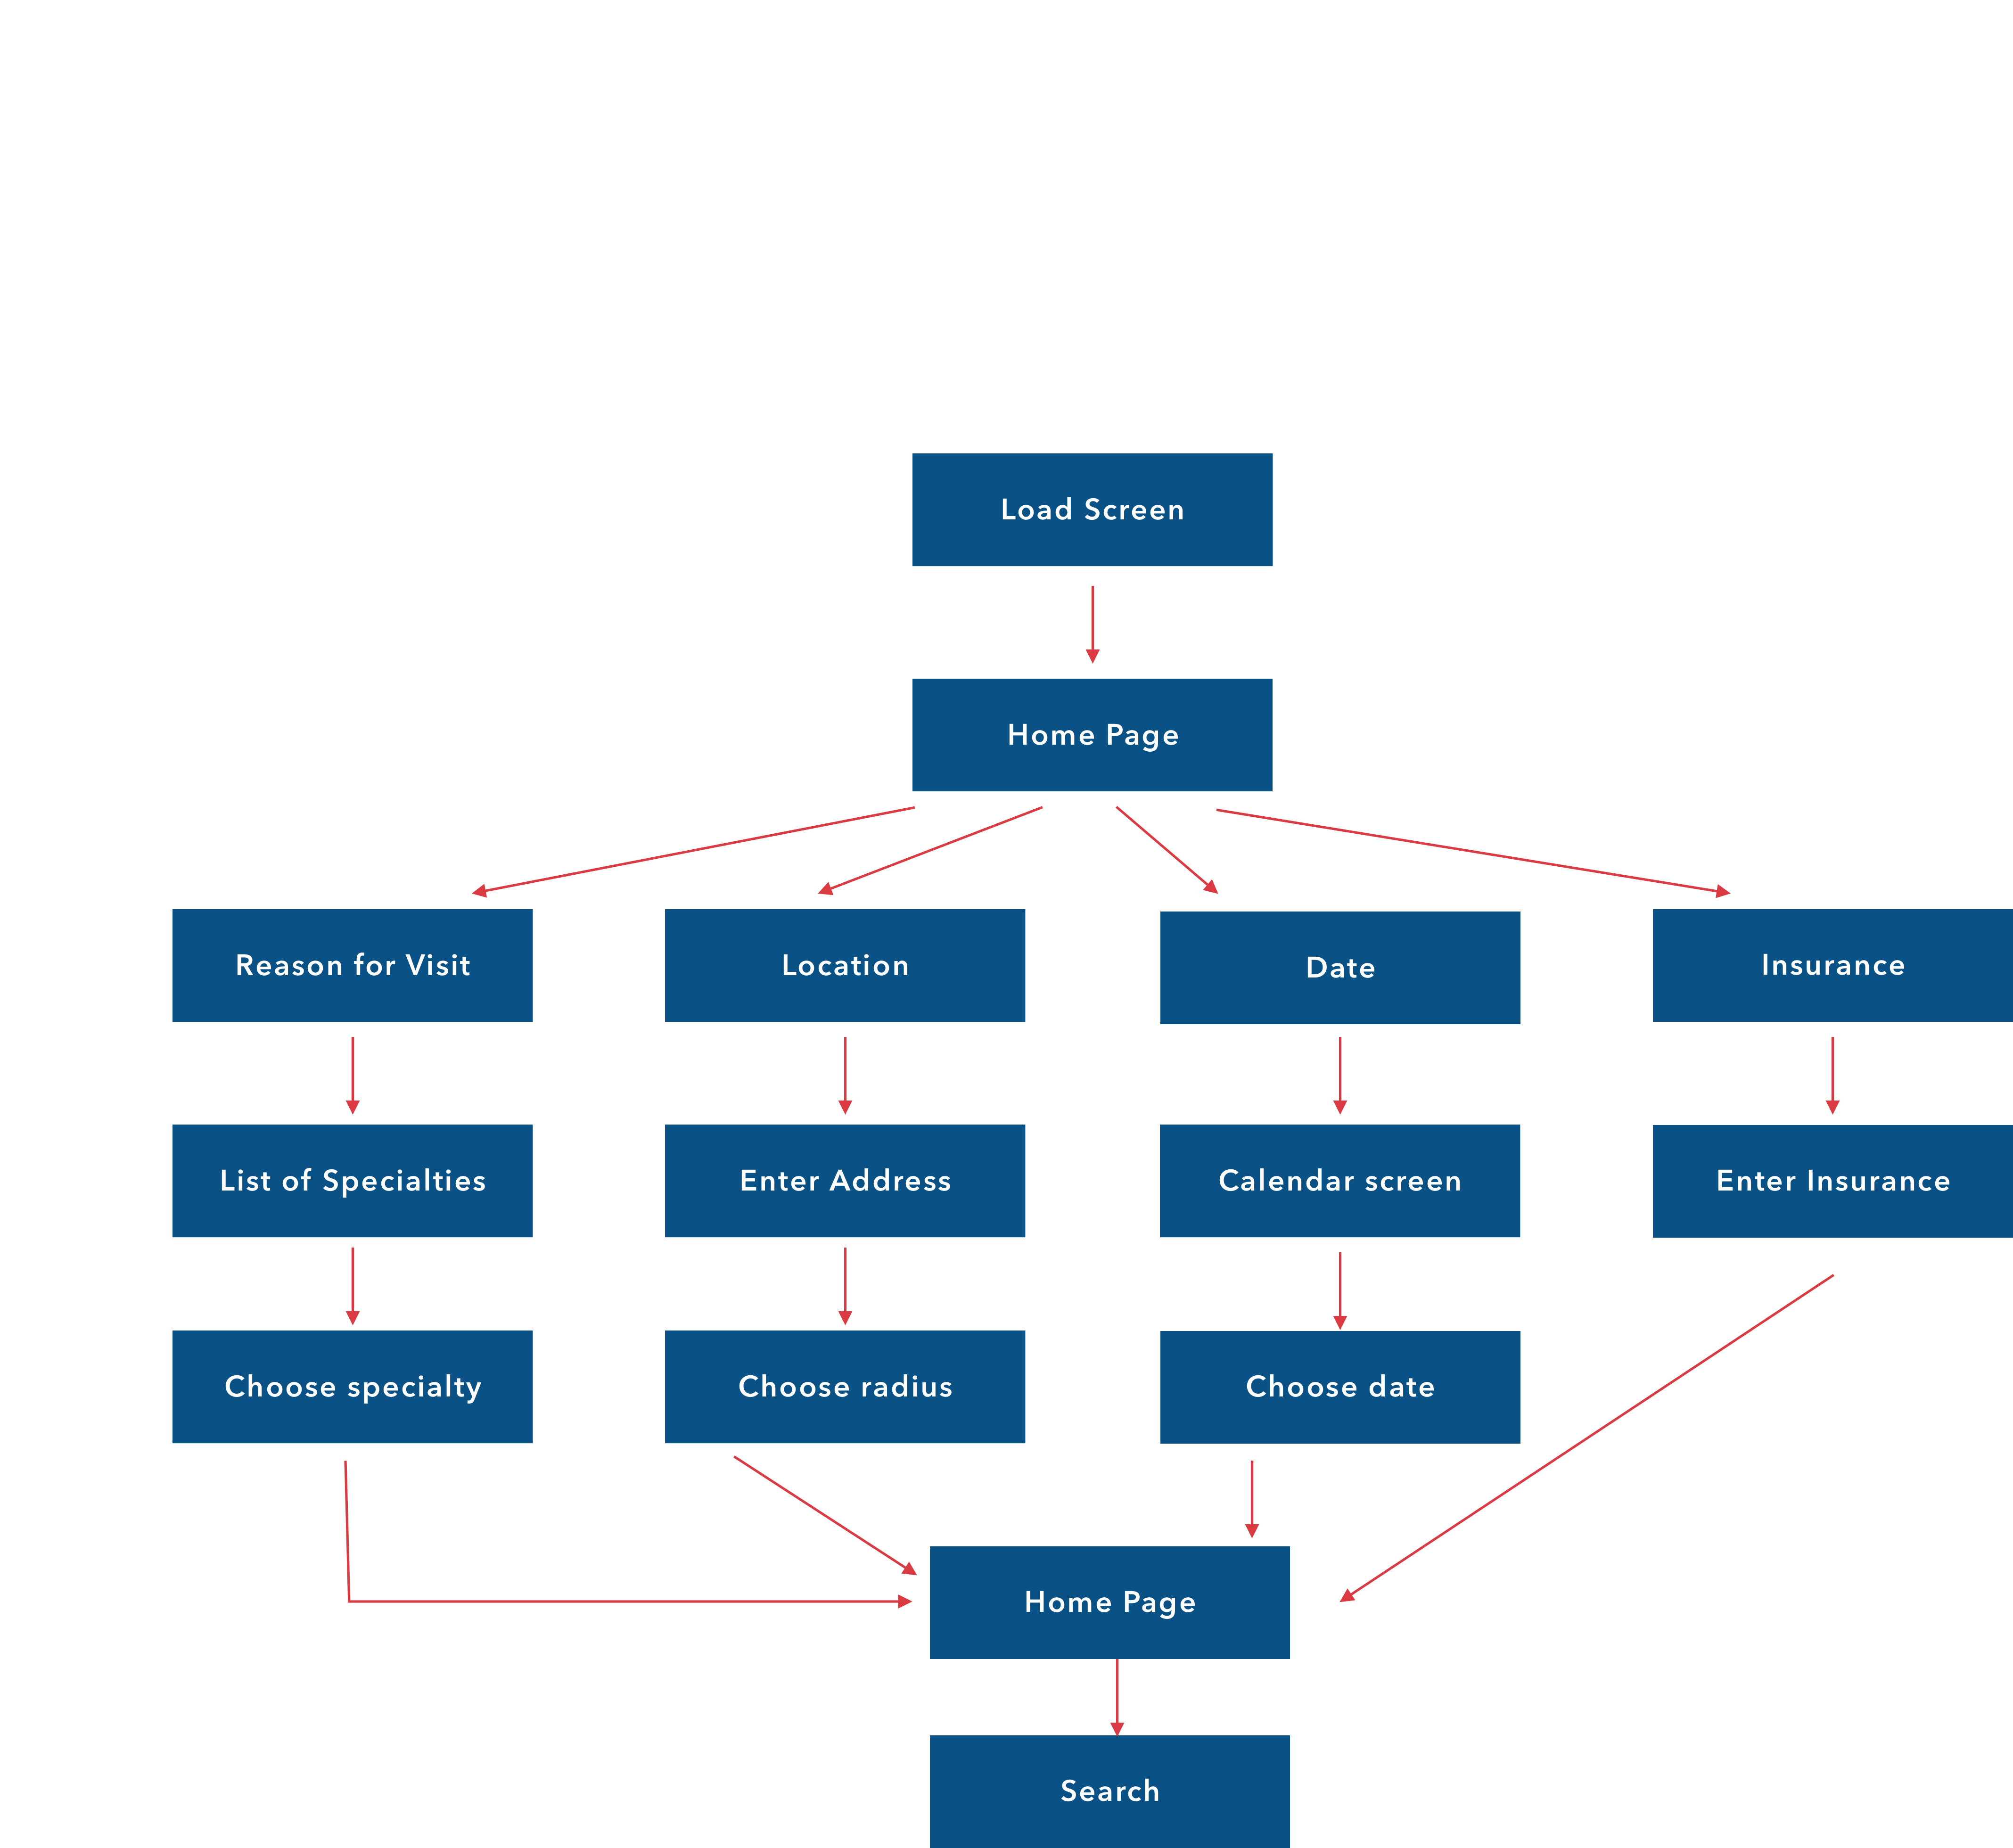 Load Screen
Home Page
Reason for Visit
Location
Date
Insurance
List of Specialties
Enter Address
Calendar screen
Enter Insurance
Choose specialty
Choose radius
Choose date
Home Page
Search